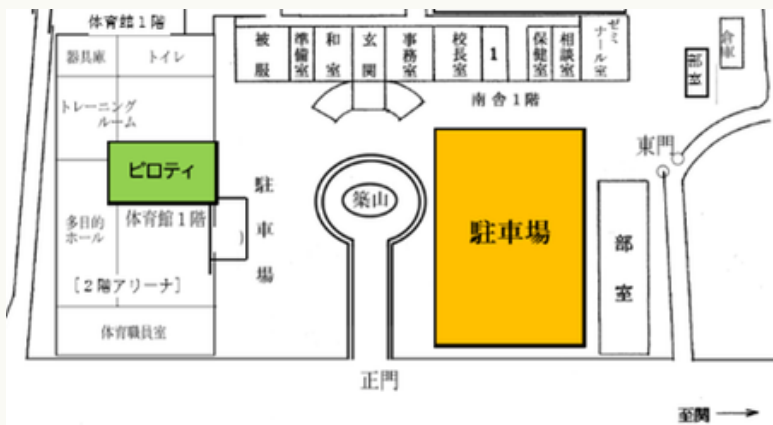 体育館1階
器具庫
トイレ
トレーニング
ルーム
ピロティ
多目的
ホール
体育館1階
[2階アリーナ]
体育職員室
駐車場
被服
準備室
和室
玄関
事務室
校長室
1
保健室
相談室
ゼミナール室
南舎1階
築山
駐車場
部室
倉庫
東門
正門
至関